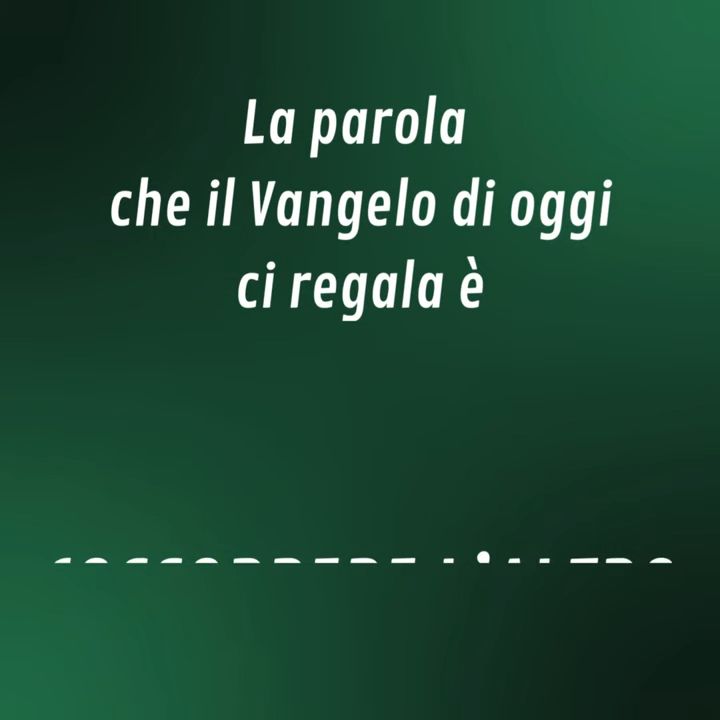 La parola
che il Vangelo di oggi
ci regala è